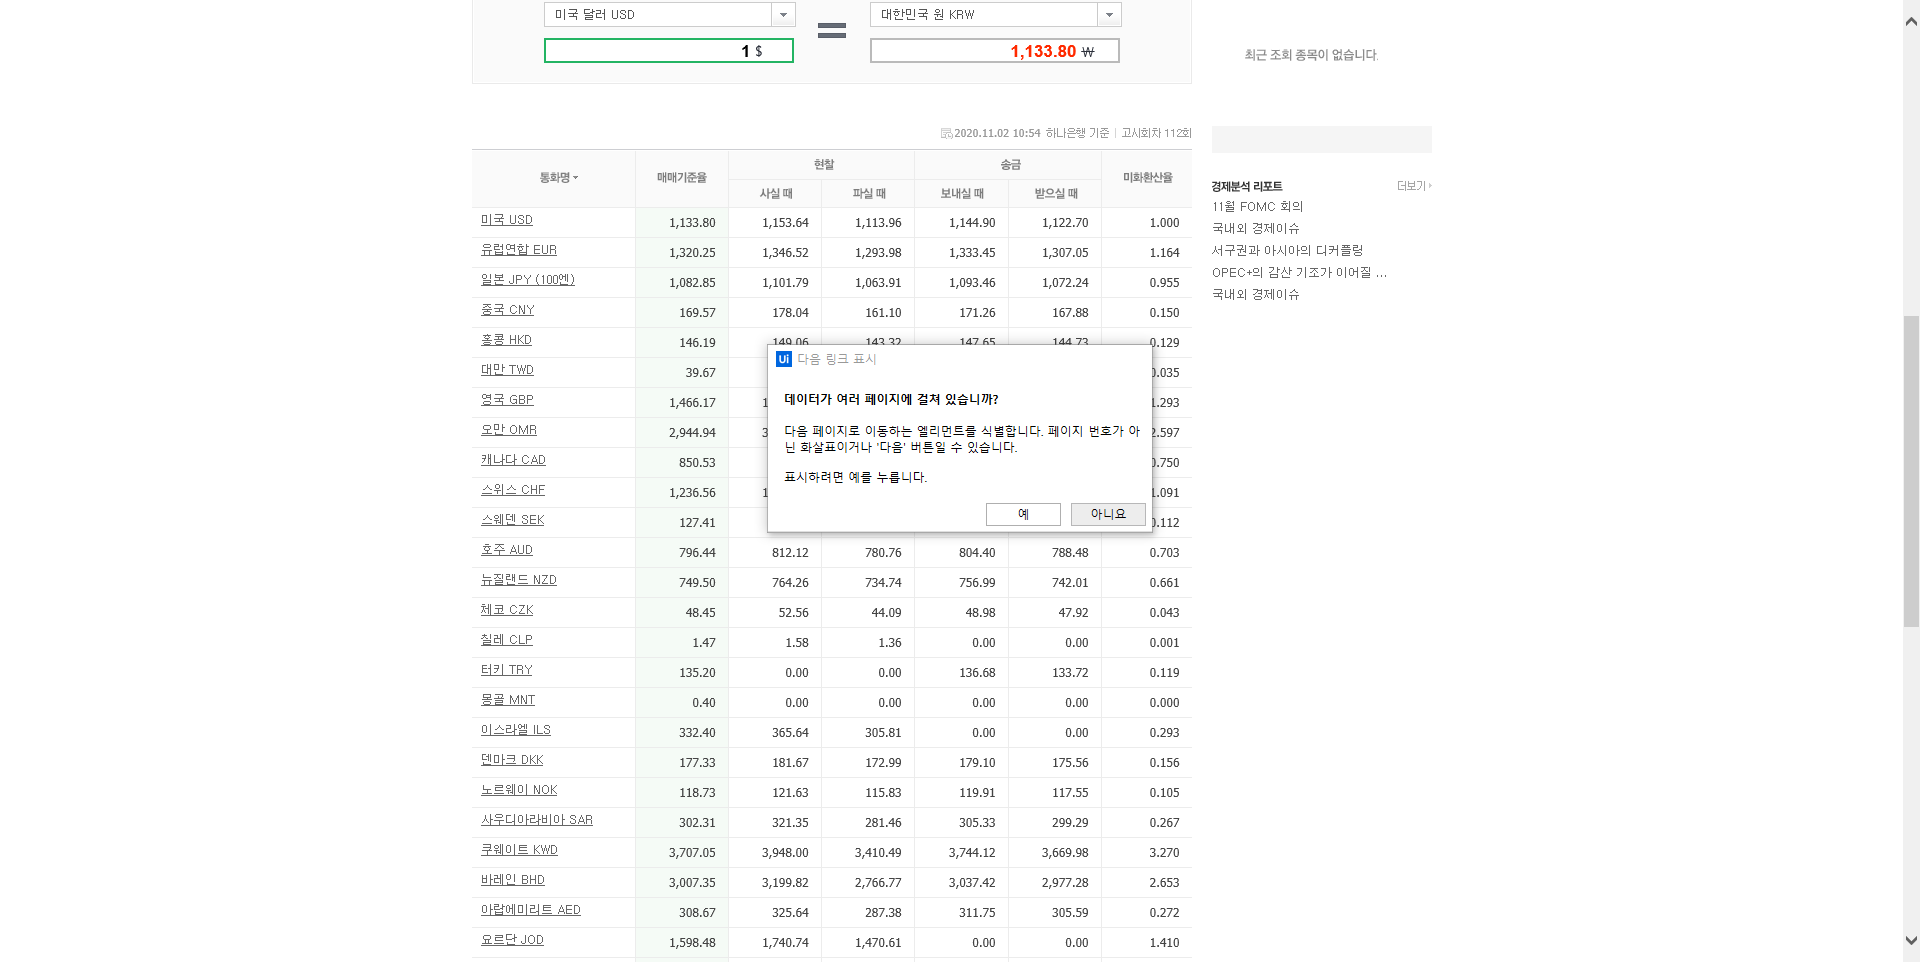 미국 달러 USD
대한민국 원 KRW
1 $
=
1,133.80 ₩
최근 조회 종목이 없습니다.
2020.11.02 10:54 하나은행 기준 | 고시회차 112회
통화명 매매기준율 현찰 송금 미화환산율
사실 때 파실 때 보내실 때 받으실 때
미국 USD 1,133.80 1,153.64 1,113.96 1,144.90 1,122.70 1.000
유럽연합 EUR 1,320.25 1,346.52 1,293.98 1,333.45 1,307.05 1.164
일본 JPY (100엔) 1,082.85 1,101.79 1,063.91 1,093.46 1,072.24 0.955
중국 CNY 169.57 178.04 161.10 171.26 167.88 0.150
홍콩 HKD 146.19 149.06 143.32 147.65 144.73 0.129
대만 TWD 39.67 0.035
영국 GBP 1,466.17 1 1.293
오만 OMR 2,944.94 3 2.597
캐나다 CAD 850.53 0.750
스위스 CHF 1,236.56 1 1.091
스웨덴 SEK 127.41 0.112
호주 AUD 796.44 812.12 780.76 804.40 788.48 0.703
뉴질랜드 NZD 749.50 764.26 734.74 756.99 742.01 0.661
체코 CZK 48.45 52.56 44.09 48.98 47.92 0.043
칠레 CLP 1.47 1.58 1.36 0.00 0.00 0.001
터키 TRY 135.20 0.00 0.00 136.68 133.72 0.119
몽골 MNT 0.40 0.00 0.00 0.00 0.00 0.000
이스라엘 ILS 332.40 365.64 305.81 0.00 0.00 0.293
덴마크 DKK 177.33 181.67 172.99 179.10 175.56 0.156
노르웨이 NOK 118.73 121.63 115.83 119.91 117.55 0.105
사우디아라비아 SAR 302.31 321.35 281.46 305.33 299.29 0.267
쿠웨이트 KWD 3,707.05 3,948.00 3,410.49 3,744.12 3,669.98 3.270
바레인 BHD 3,007.35 3,199.82 2,766.77 3,037.42 2,977.28 2.653
아랍에미리트 AED 308.67 325.64 287.38 311.75 305.59 0.272
요르단 JOD 1,598.48 1,740.74 1,470.61 0.00 0.00 1.410
Ui 다음 링크 표시
데이터가 여러 페이지에 걸쳐 있습니까?
다음 페이지로 이동하는 엘리먼트를 식별합니다. 페이지 번호가 아
닌 화살표이거나 '다음' 버튼일 수 있습니다.
표시하려면 예를 누릅니다.
예 아니요
경제분석 리포트 더보기
11월 FOMC 회의
국내외 경제이슈
서구권과 아시아의 디커플링
OPEC+의 감산 기조가 이어질 ...
국내외 경제이슈